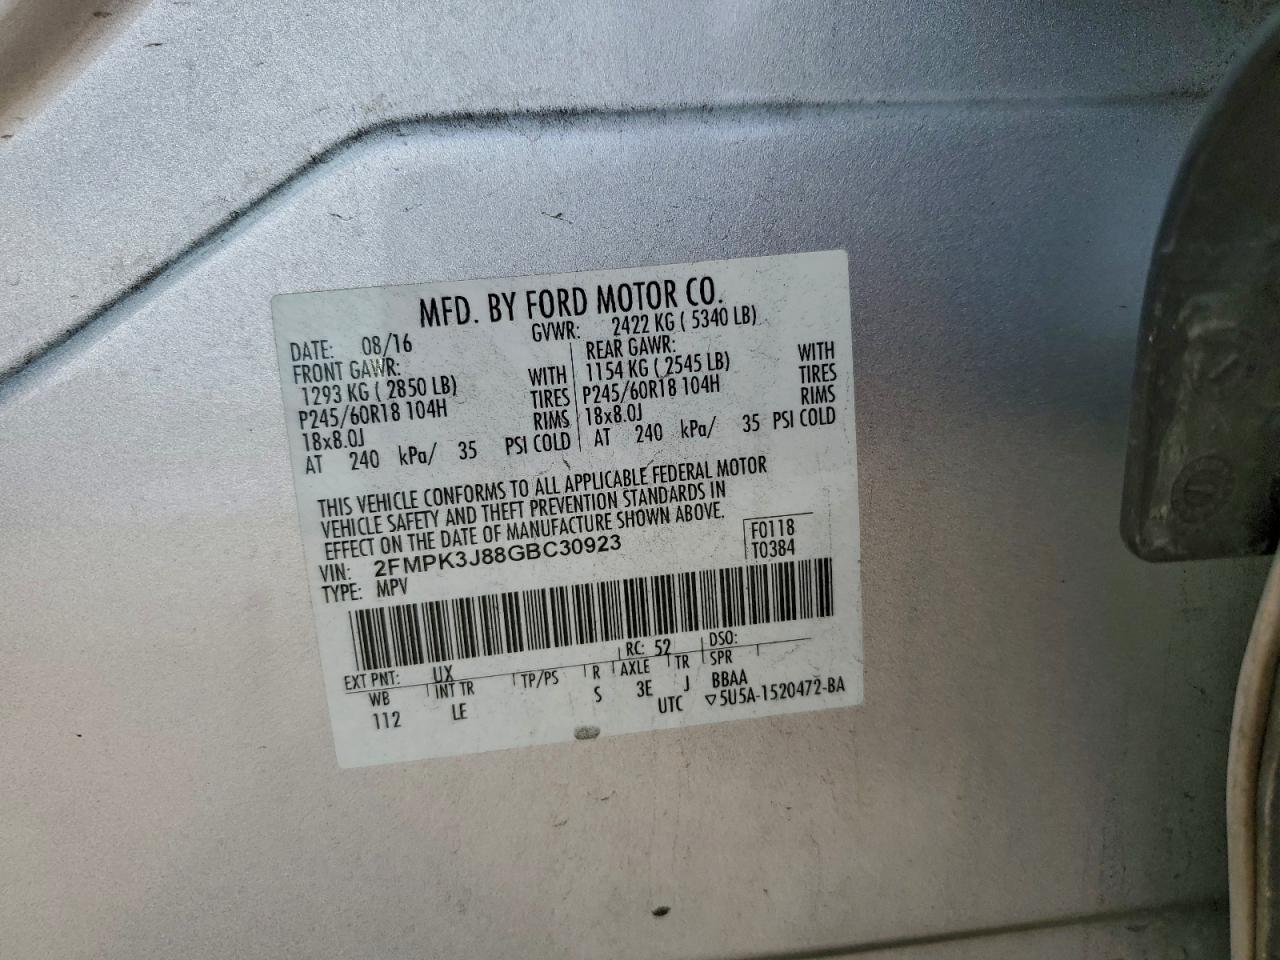 MFD. BY FORD MOTOR CO.
DATE: 08/16 GVWR: 2422 KG ( 5340 LB)
FRONT GAWR: REAR GAWR:
1293 KG ( 2850 LB) WITH 1154 KG ( 2545 LB) WITH
P245/60R18 104H TIRES P245/60R18 104H TIRES
18x8.0J RIMS 18x8.0J RIMS
AT 240 kPa/ 35 PSI COLD AT 240 kPa/ 35 PSI COLD
THIS VEHICLE CONFORMS TO ALL APPLICABLE FEDERAL MOTOR
VEHICLE SAFETY AND THEFT PREVENTION STANDARDS IN
EFFECT ON THE DATE OF MANUFACTURE SHOWN ABOVE.
VIN: 2FMPK3J88GBC30923 F0118
TYPE: MPV T0384
EXT PNT: UX RC: 52 DSO:
WB INT TR TP/PS R AXLE TR SPR
112 LE S 3E J BBAA
UTC ▽5U5A-1520472-BA